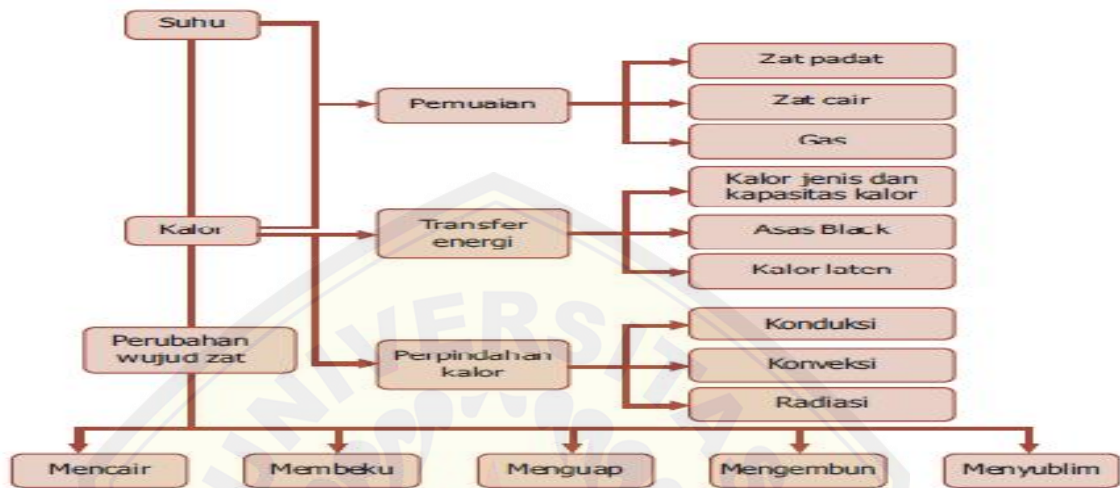 Suhu
Pemuaian
Zat padat
Zat cair
Gas
Kalor
Transfer
energi
Kalor jenis dan
kapasitas kalor
Asas Black
Kalor laten
Perubahan
wujud zat
Perpindahan
kalor
Konduksi
Konveksi
Radiasi
Mencair
Membeku
Menguap
Mengembun
Menyublim
UNIVERSITAS